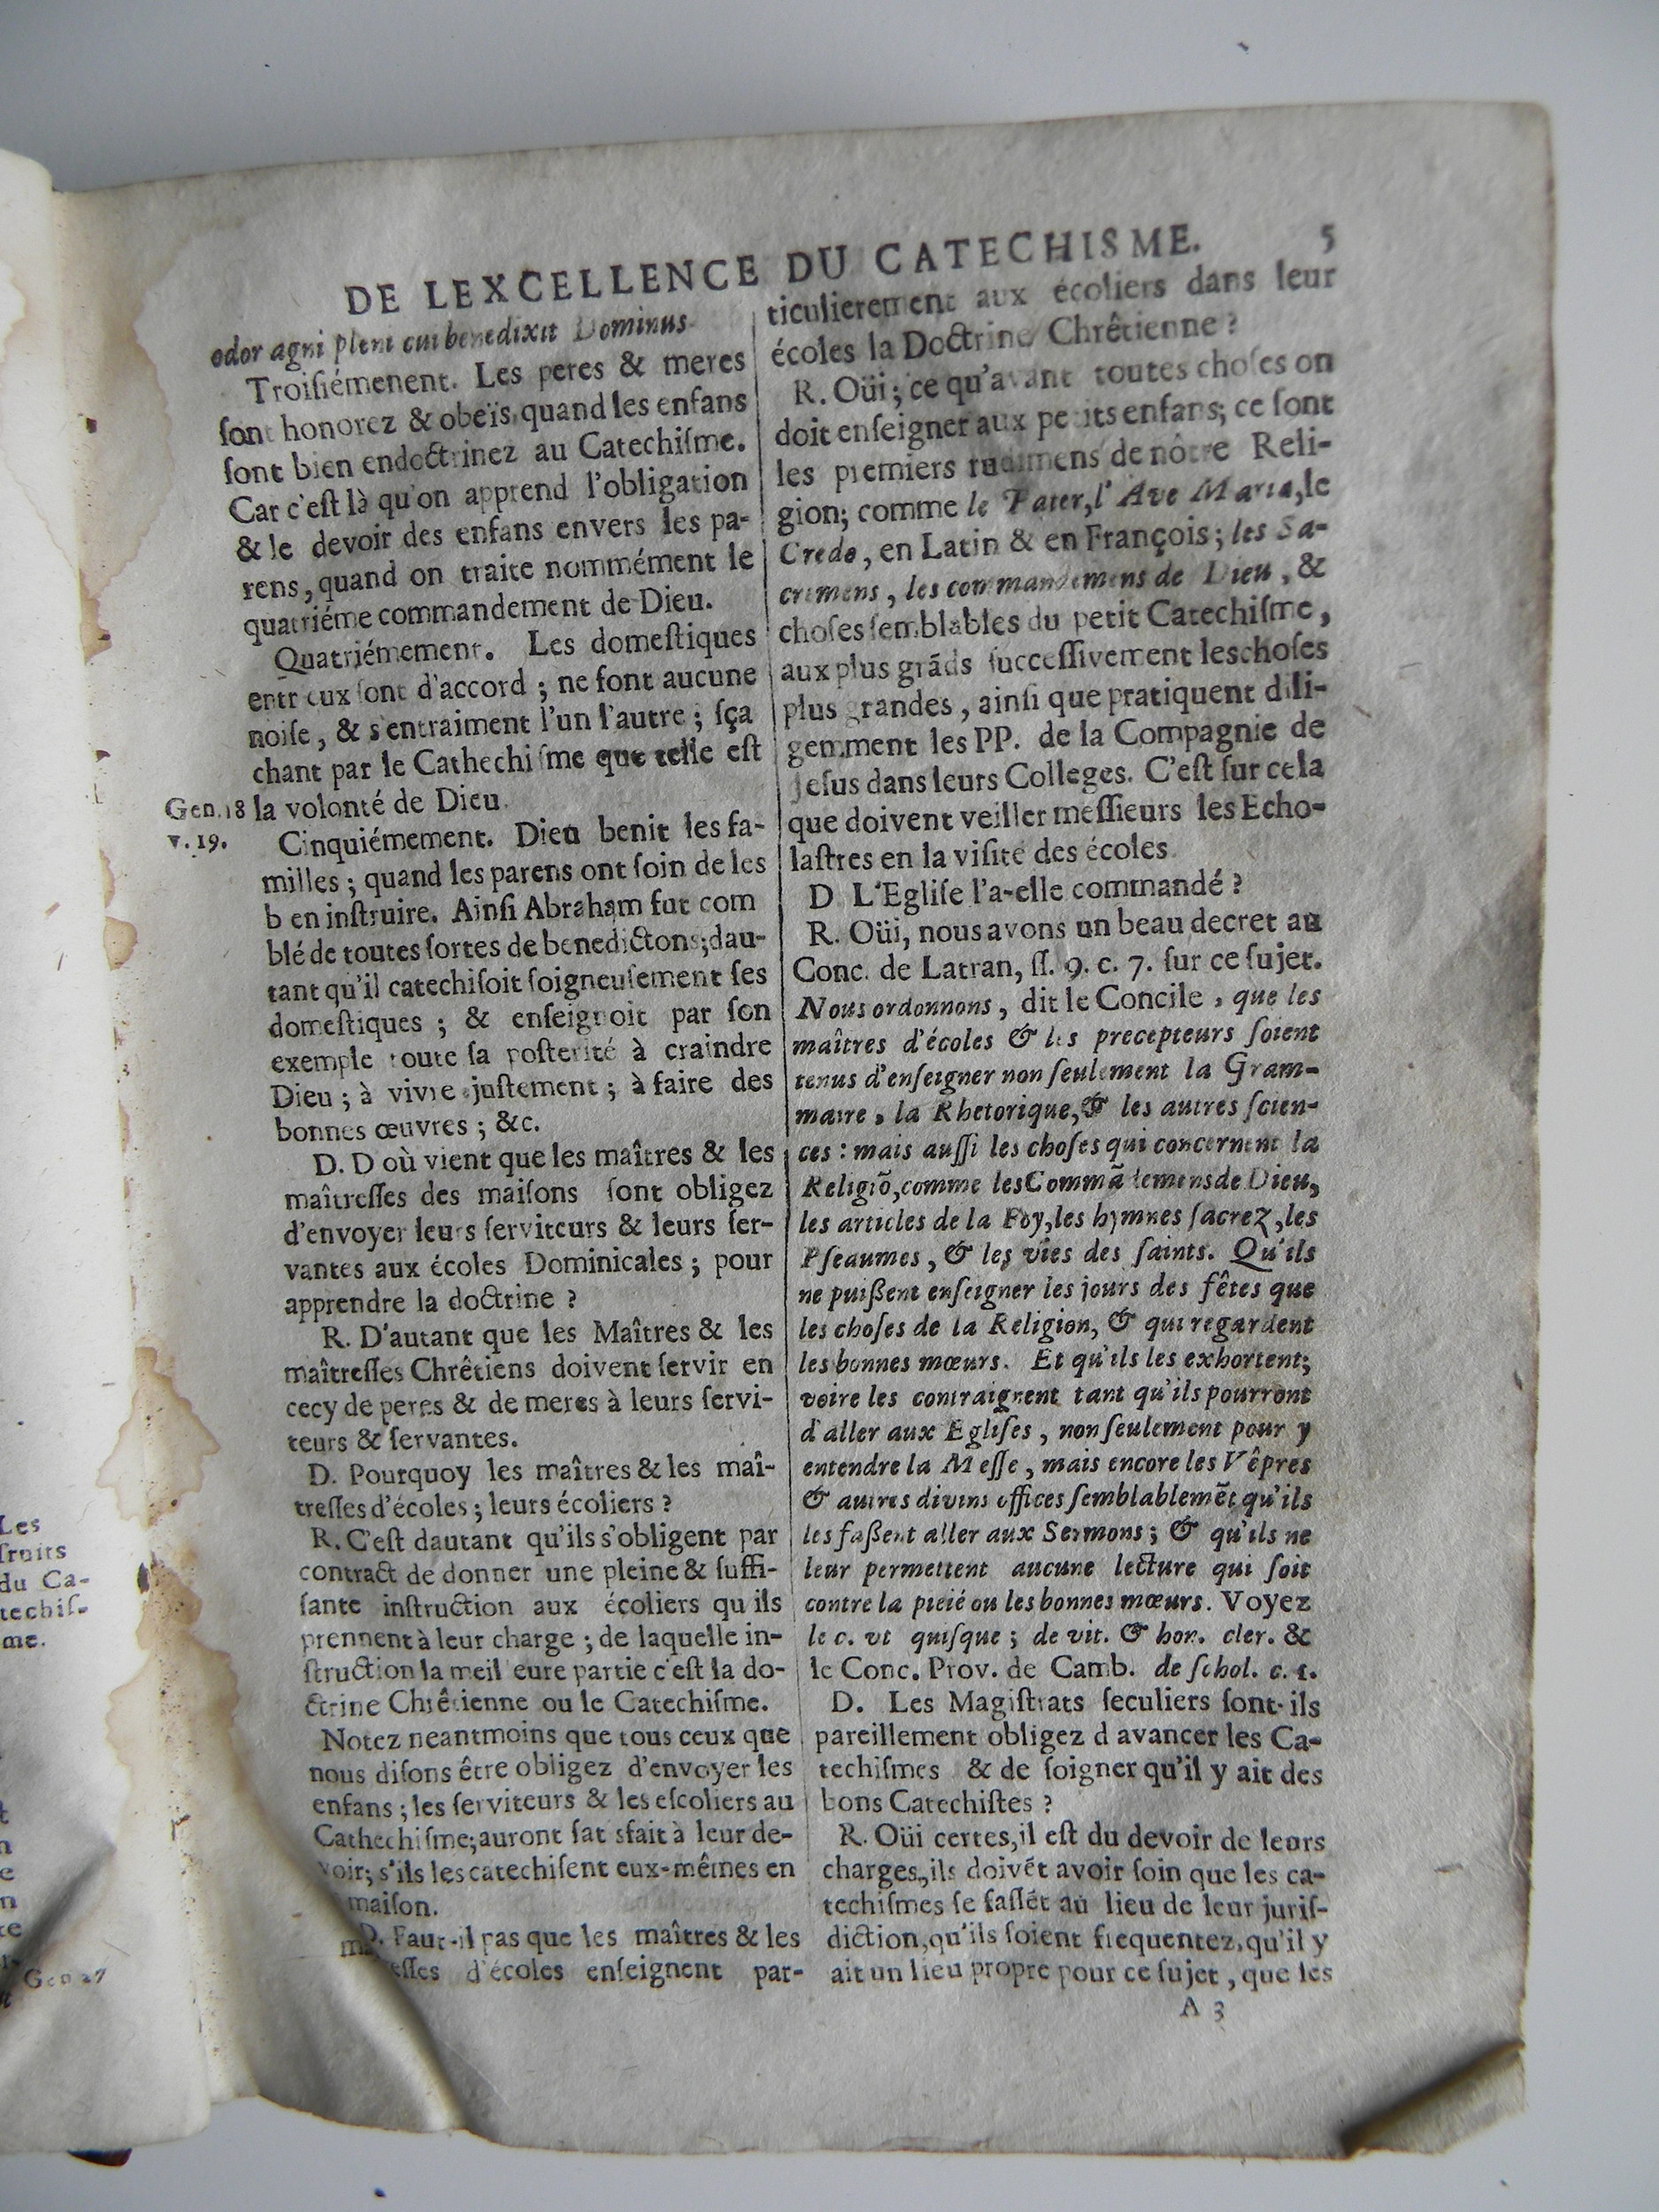 DE LEXCELLENCE DU CATECHISME. 5
odor agri pleni cui benedixit Dominus.
Troiſiémenent. Les peres & meres
ſont honorez & obeïs, quand les enfans
ſont bien endoctrinez au Catechiſme.
Car c'eſt là qu'on apprend l'obligation
& le devoir des enfans envers les pa-
rens, quand on traite nommément le
quatriéme commandement de Dieu.
Quatriémement. Les domeſtiques
entr eux ſont d'accord ; ne font aucune
noiſe, & s'entraiment l'un l'autre ; ſça
chant par le Cathechiſme que telle eſt
Gen. 18 la volonté de Dieu.
v. 19. Cinquiémement. Dieu benit les fa-
milles ; quand les parens ont ſoin de les
b en inſtruire. Ainſi Abraham fut com
blé de toutes ſortes de benedictons; dau-
tant qu'il catechiſoit ſoigneuſement ſes
domeſtiques ; & enſeignoit par ſon
exemple toute ſa poſterité à craindre
Dieu ; à vivre juſtement ; à faire des
bonnes œuvres ; &c.
D. D où vient que les maîtres & les
maîtreſſes des maiſons ſont obligez
d'envoyer leurs ſerviteurs & leurs ſer-
vantes aux écoles Dominicales ; pour
apprendre la doctrine ?
R. D'autant que les Maîtres & les
maîtreſſes Chrêtiens doivent ſervir en
cecy de peres & de meres à leurs ſervi-
teurs & ſervantes.
D. Pourquoy les maîtres & les maî-
treſſes d'écoles ; leurs écoliers ?
R. C'eſt dautant qu'ils s'obligent par
contract de donner une pleine & ſuffi-
ſante inſtruction aux écoliers qu ils
prennent à leur charge ; de laquelle in-
ſtruction la meil eure partie c'eſt la do-
ctrine Chrêtienne ou le Catechiſme.
Notez neantmoins que tous ceux que
nous diſons être obligez d'envoyer les
enfans ; les ſerviteurs & les eſcoliers au
Cathechiſme; auront ſatisfait à leur de-
voir; s'ils les catechiſent eux-mêmes en
maiſon.
D. Faut-il pas que les maîtres & les
d'écoles enſeignent par-
ticulierement aux écoliers dans leur
écoles la Doctrine Chrêtienne ?
R. Oüi ; ce qu'avant toutes choſes on
doit enſeigner aux petits enfans; ce ſont
les premiers rudimens de nôtre Reli-
gion; comme le Pater, l' Ave Maria, le
Credo, en Latin & en François ; les Sa-
cremens, les commandemens de Dieu, &
choſes ſemblables du petit Catechiſme,
aux plus grãds ſucceſſivement les choſes
plus grandes, ainſi que pratiquent dili-
gemment les PP. de la Compagnie de
Jeſus dans leurs Colleges. C'eſt ſur cela
que doivent veiller meſſieurs les Echo-
laſtres en la viſite des écoles.
D L'Egliſe l'a-elle commandé ?
R. Oüi, nous avons un beau decret au
Conc. de Latran, ſſ. 9. c. 7. ſur ce ſujet.
Nous ordonnons, dit le Concile, que les
maîtres d'écoles & les precepteurs ſoient
tenus d'enſeigner non ſeulement la Gram-
maire, la Rhetorique, & les autres ſcien-
ces : mais auſſi les choſes qui concernent la
Religiõ, comme les Commãdemens de Dieu,
les articles de la Foy, les hymnes ſacrez, les
Pſeaumes, & les vies des ſaints. Qu'ils
ne puißent enſeigner les jours des fêtes que
les choſes de la Religion, & qui regardent
les bonnes mœurs. Et qu'ils les exhortent;
voire les contraignent tant qu'ils pourront
d'aller aux Egliſes, non ſeulement pour y
entendre la Meſſe, mais encore les Vêpres
& autres divins offices ſemblablemẽt qu'ils
les faßent aller aux Sermons ; & qu'ils ne
leur permettent aucune lecture qui ſoit
contre la pieié ou les bonnes mœurs. Voyez
le c. vt quiſque ; de vit. & hon. cler. &
le Conc. Prov. de Camb. de ſchol. c. 1.
D. Les Magiſtrats ſeculiers ſont-ils
pareillement obligez d avancer les Ca-
techiſmes & de ſoigner qu'il y ait des
bons Catechiſtes ?
R. Oüi certes, il eſt du devoir de leurs
charges, ils doivẽt avoir ſoin que les ca-
techiſmes ſe faſſẽt au lieu de leur juriſ-
diction, qu'ils ſoient frequentez, qu'il y
ait un lieu propre pour ce ſujet, que les
A 3
Les
fruits
du Ca-
techiſ-
me.
Gen 27